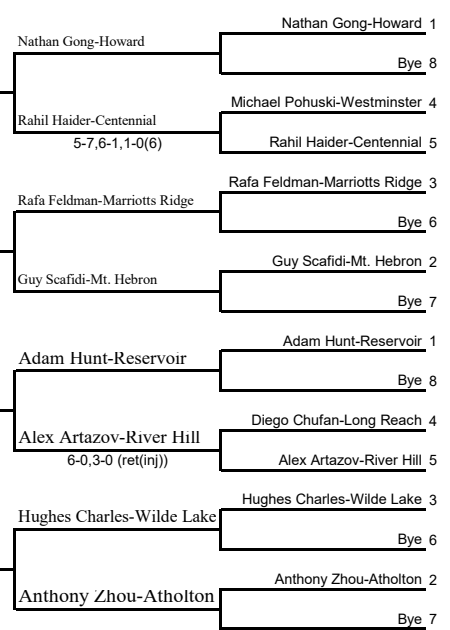 Nathan Gong-Howard 1
Nathan Gong-Howard
Bye 8
Michael Pohuski-Westminster 4
Rahil Haider-Centennial
5-7,6-1,1-0(6)
Rahil Haider-Centennial 5
Rafa Feldman-Marriotts Ridge 3
Rafa Feldman-Marriotts Ridge
Bye 6
Guy Scafidi-Mt. Hebron 2
Guy Scafidi-Mt. Hebron
Bye 7
Adam Hunt-Reservoir 1
Adam Hunt-Reservoir
Bye 8
Diego Chufan-Long Reach 4
Alex Artazov-River Hill
6-0,3-0 (ret(inj))
Alex Artazov-River Hill 5
Hughes Charles-Wilde Lake 3
Hughes Charles-Wilde Lake
Bye 6
Anthony Zhou-Atholton 2
Anthony Zhou-Atholton
Bye 7